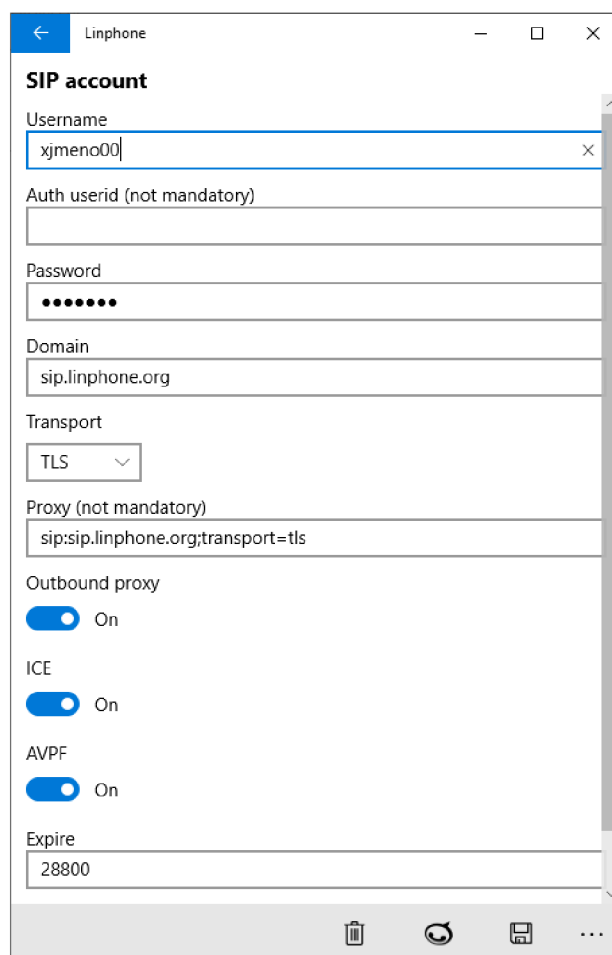 Linphone
SIP account
Username
xjmeno00
Auth userid (not mandatory)
Password
•••••••
Domain
sip.linphone.org
Transport
TLS
Proxy (not mandatory)
sip:sip.linphone.org;transport=tls
Outbound proxy
On
ICE
On
AVPF
On
Expire
28800